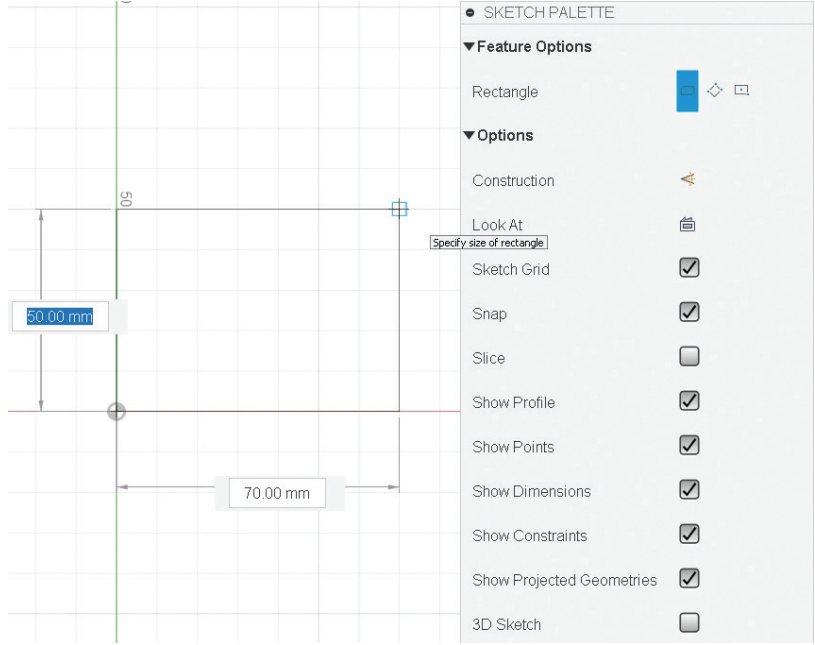 SKETCH PALETTE
Feature Options
Rectangle
Options
Construction
50
Look At
Specify size of rectangle
Sketch Grid
50.00 mm
Snap
Slice
Show Profile
Show Points
70.00 mm
Show Dimensions
Show Constraints
Show Projected Geometries
3D Sketch